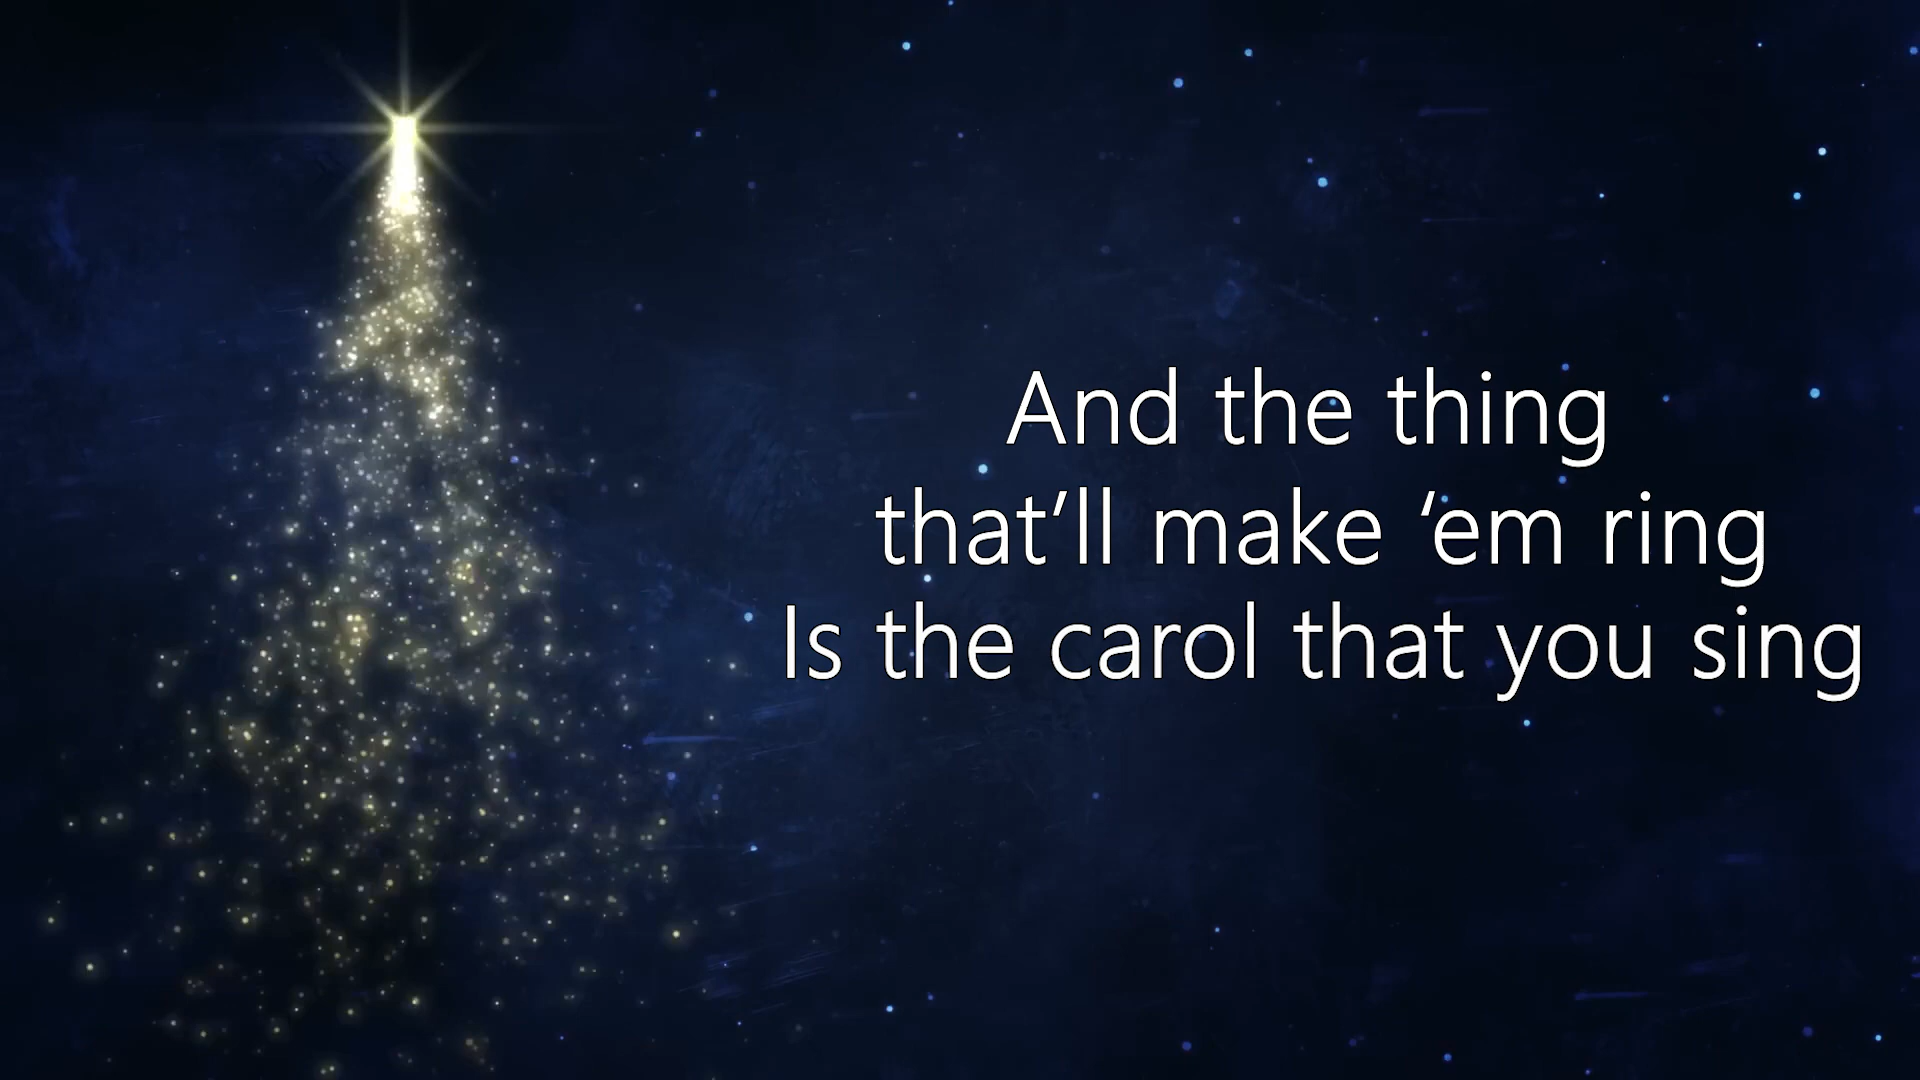 And the thing
that’ll make ‘em ring
Is the carol that you sing